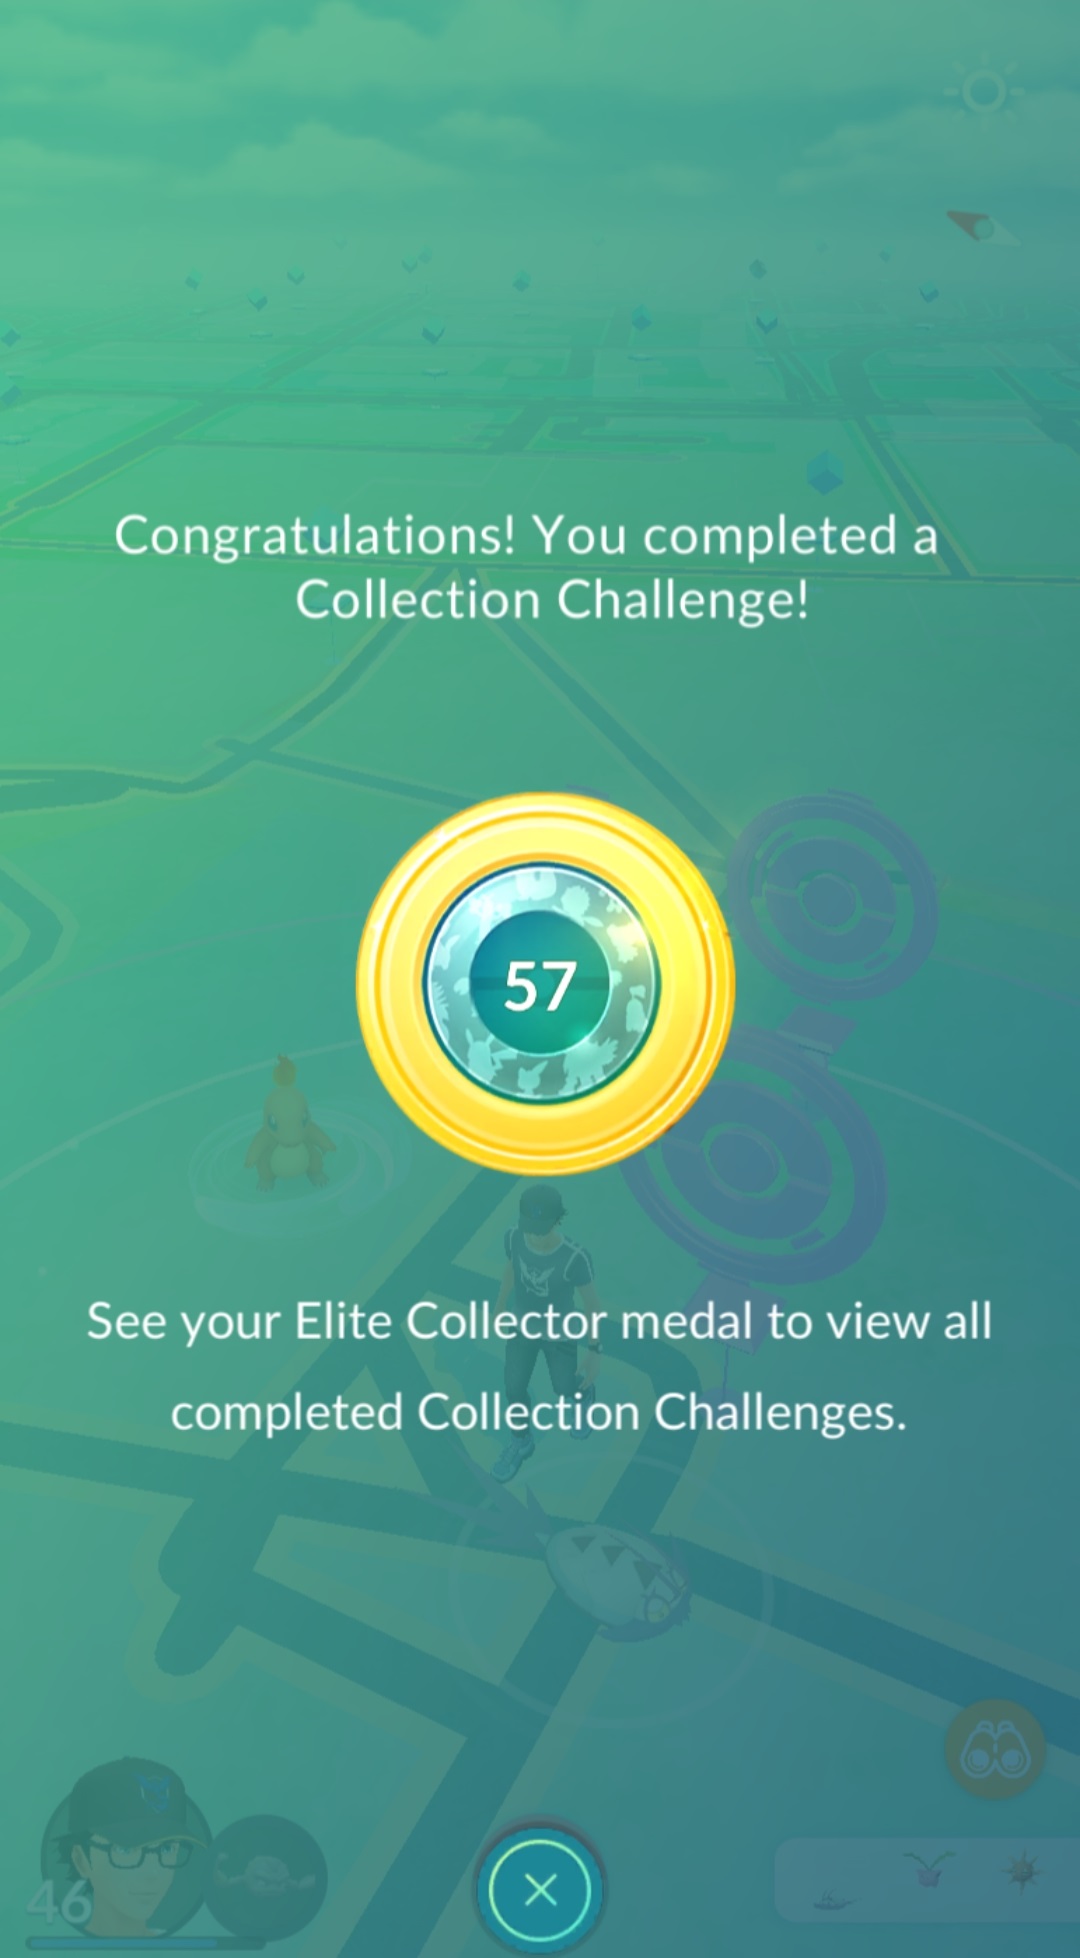 Congratulations! You completed a
Collection Challenge!
57
See your Elite Collector medal to view all
completed Collection Challenges.
46